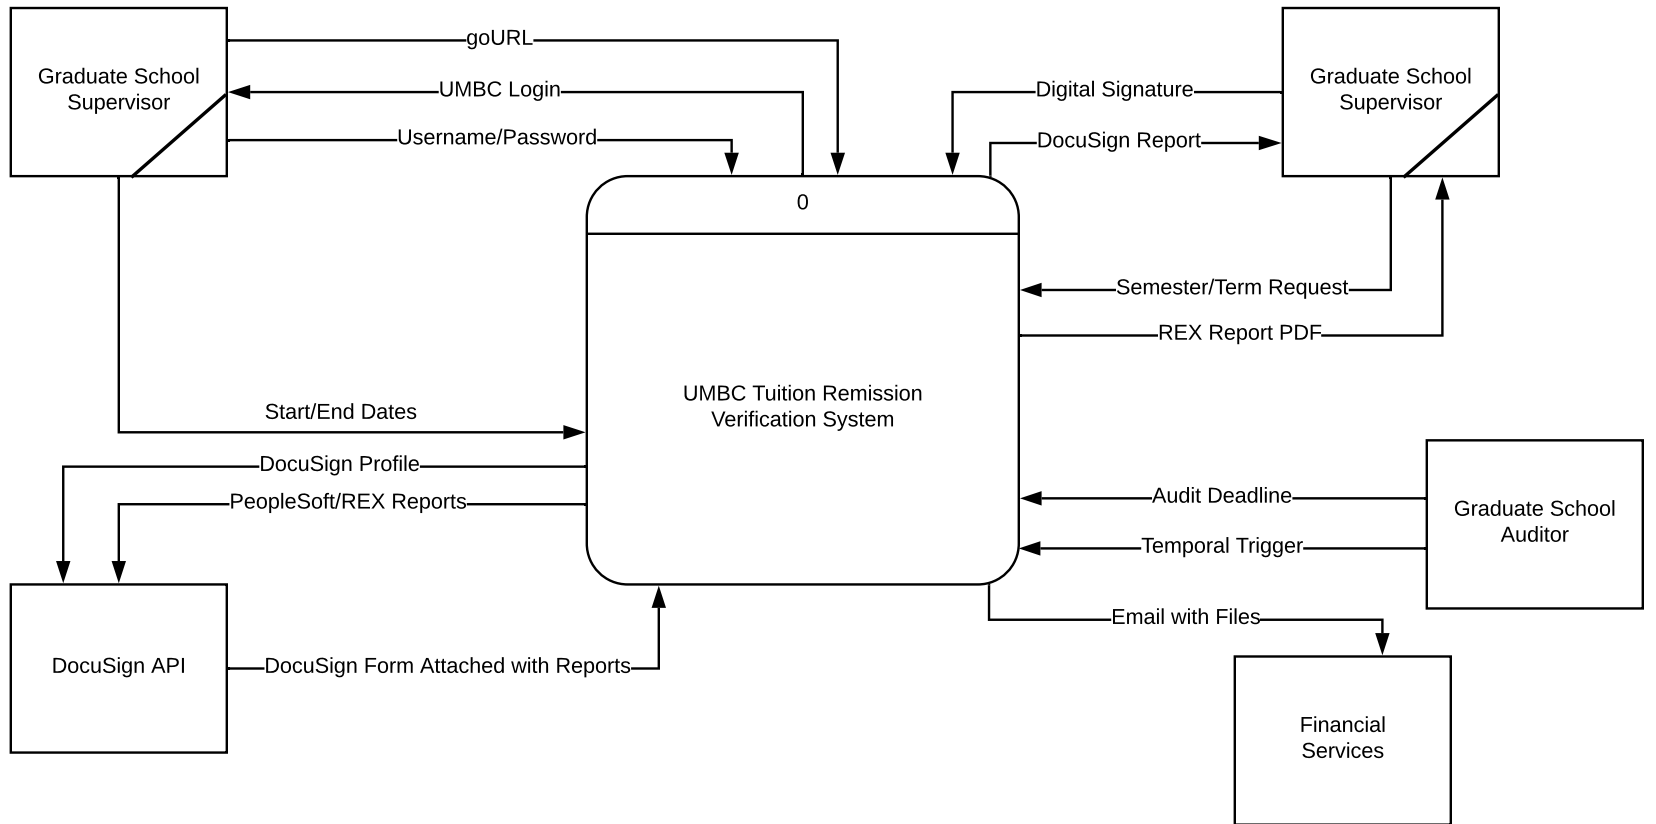 goURL
Graduate School
Supervisor
UMBC Login
Username/Password
Digital Signature
Graduate School
Supervisor
DocuSign Report
0
Semester/Term Request
REX Report PDF
UMBC Tuition Remission
Verification System
Start/End Dates
DocuSign Profile
PeopleSoft/REX Reports
Audit Deadline
Graduate School
Auditor
Temporal Trigger
Email with Files
DocuSign API
DocuSign Form Attached with Reports
Financial
Services